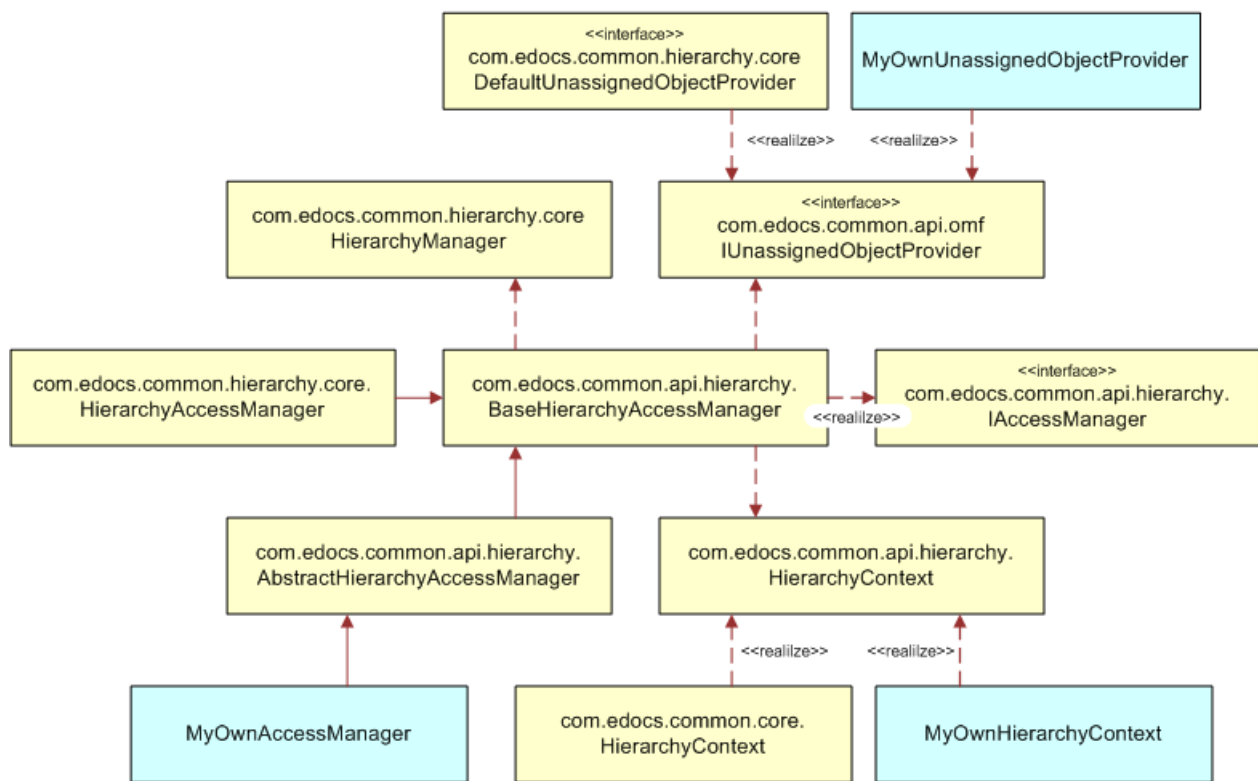 <<interface>>
com.edocs.common.hierarchy.core
DefaultUnassignedObjectProvider
MyOwnUnassignedObjectProvider
<<realilze>>
<<realilze>>
com.edocs.common.hierarchy.core
HierarchyManager
<<interface>>
com.edocs.common.api.omf
IUnassignedObjectProvider
com.edocs.common.hierarchy.core.
HierarchyAccessManager
com.edocs.common.api.hierarchy.
BaseHierarchyAccessManager
<<realilze>>
<<interface>>
com.edocs.common.api.hierarchy.
IAccessManager
com.edocs.common.api.hierarchy.
AbstractHierarchyAccessManager
com.edocs.common.api.hierarchy.
HierarchyContext
<<realilze>>
<<realilze>>
MyOwnAccessManager
com.edocs.common.core.
HierarchyContext
MyOwnHierarchyContext